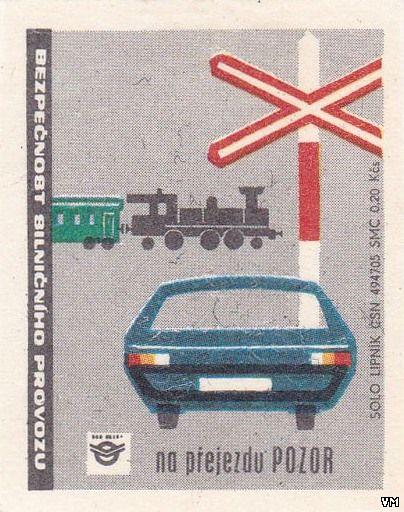 BEZPEČNOST SILNIČNÍHO PROVOZU
SOLO LIPNÍK ČSN 494705 SMC 0,20 Kčs
na přejezdu POZOR
VM